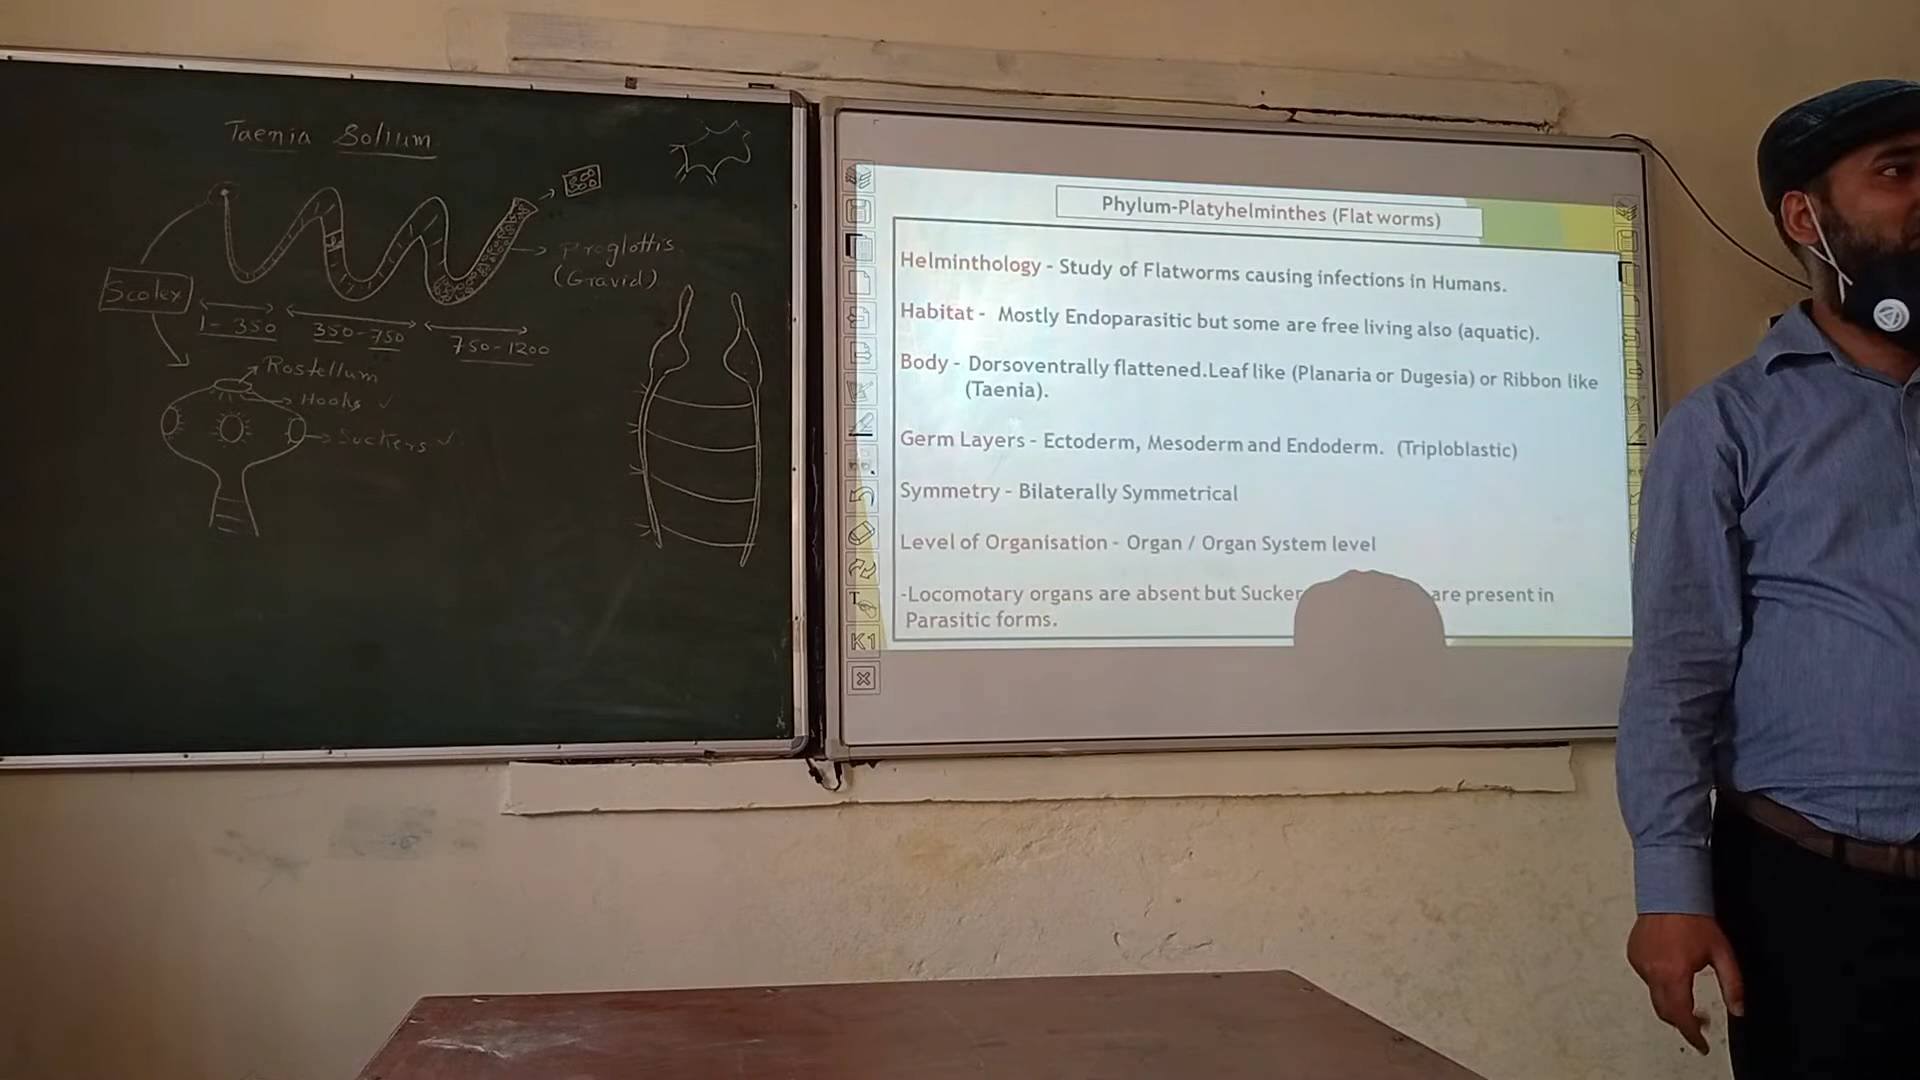 Taenia Solium
Proglottis
(Gravid)
Scolex
1-350
350-750
750-1200
Rostellum
Hooks ✓
Suckers ✓
Phylum-Platyhelminthes (Flat worms)
Helminthology - Study of Flatworms causing infections in Humans.
Habitat - Mostly Endoparasitic but some are free living also (aquatic).
Body - Dorsoventrally flattened.Leaf like (Planaria or Dugesia) or Ribbon like
(Taenia).
Germ Layers - Ectoderm, Mesoderm and Endoderm. (Triploblastic)
Symmetry - Bilaterally Symmetrical
Level of Organisation - Organ / Organ System level
-Locomotary organs are absent but Sucker are present in
Parasitic forms.
T
K1